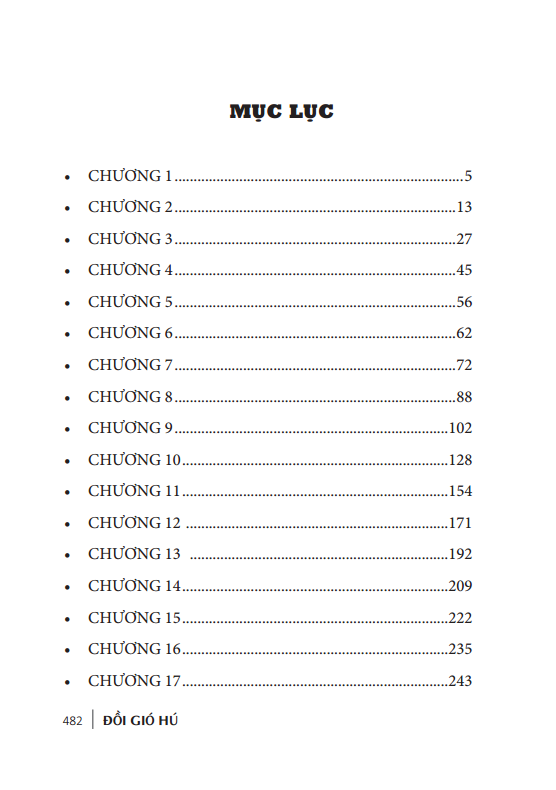 MỤC LỤC
• CHƯƠNG 1..............................................................................5
• CHƯƠNG 2............................................................................13
• CHƯƠNG 3............................................................................27
• CHƯƠNG 4............................................................................45
• CHƯƠNG 5............................................................................56
• CHƯƠNG 6............................................................................62
• CHƯƠNG 7............................................................................72
• CHƯƠNG 8............................................................................88
• CHƯƠNG 9..........................................................................102
• CHƯƠNG 10........................................................................128
• CHƯƠNG 11........................................................................154
• CHƯƠNG 12 .......................................................................171
• CHƯƠNG 13 ......................................................................192
• CHƯƠNG 14........................................................................209
• CHƯƠNG 15........................................................................222
• CHƯƠNG 16........................................................................235
• CHƯƠNG 17........................................................................243
482 | ĐỒI GIÓ HÚ